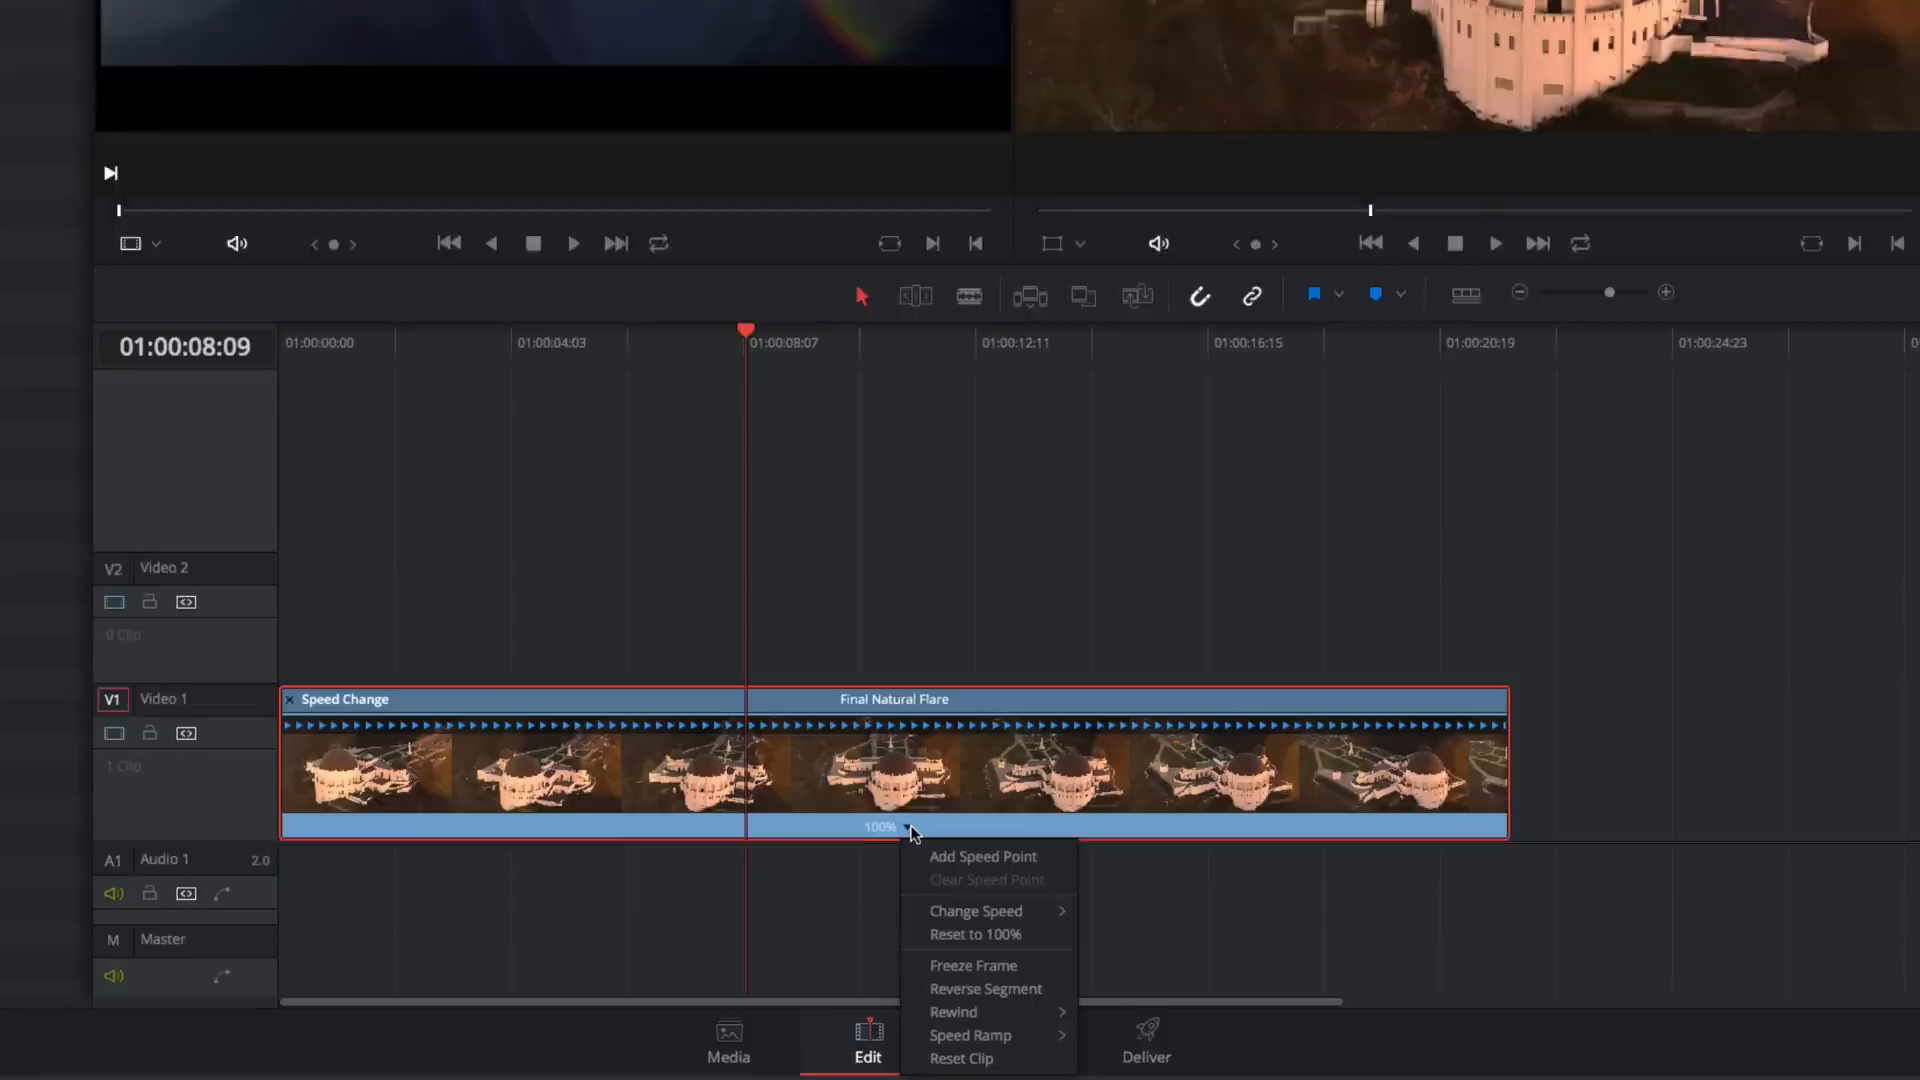 01:00:08:09
01:00:00:00
01:00:04:03
01:00:08:07
01:00:12:11
01:00:16:15
01:00:20:19
01:00:24:23
V2 Video 2
0 Clip
V1 Video 1
1 Clip
Speed Change
Final Natural Flare
100%
A1 Audio 1 2.0
M Master
Add Speed Point
Clear Speed Point
Change Speed
Reset to 100%
Freeze Frame
Reverse Segment
Rewind
Speed Ramp
Reset Clip
Media
Edit
Deliver